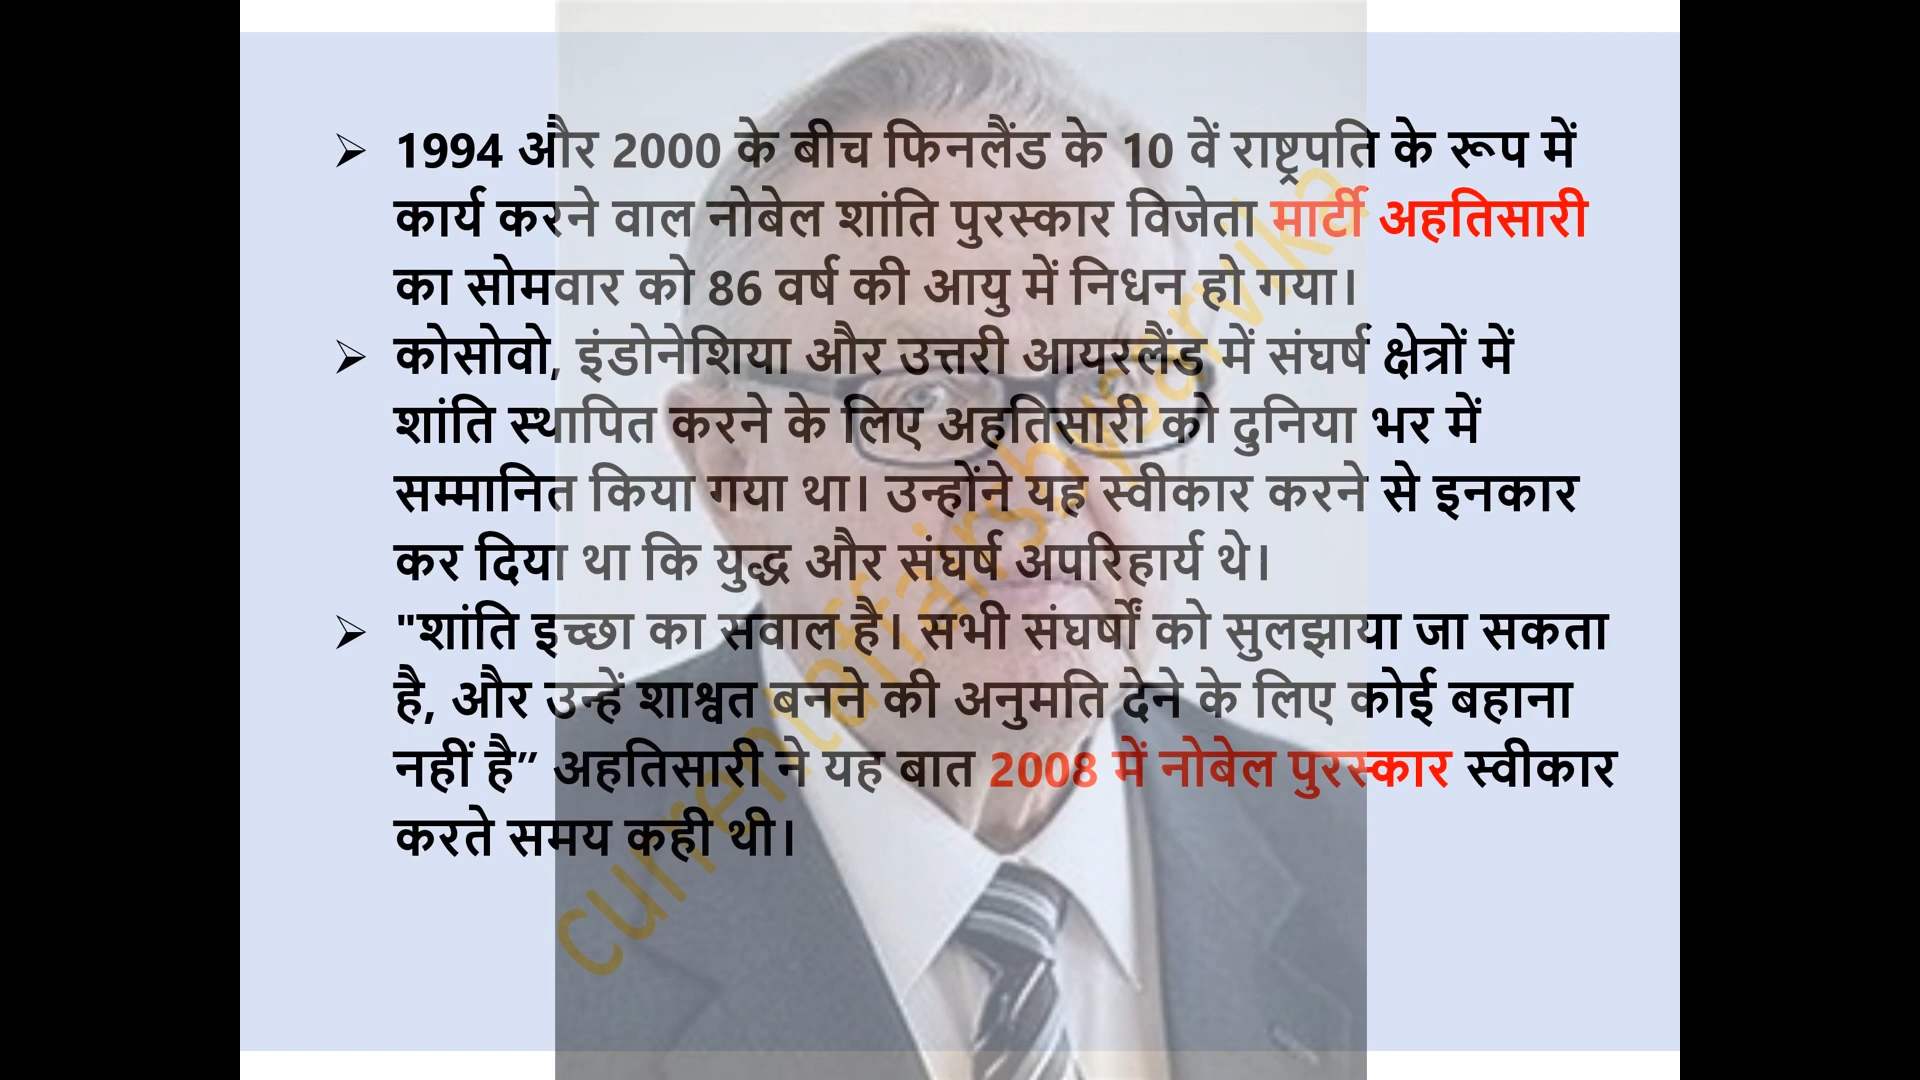 ➢ 1994 और 2000 के बीच फिनलैंड के 10 वें राष्ट्रपति के रूप में
कार्य करने वाल नोबेल शांति पुरस्कार विजेता मार्टी अहतिसारी
का सोमवार को 86 वर्ष की आयु में निधन हो गया।
➢ कोसोवो, इंडोनेशिया और उत्तरी आयरलैंड में संघर्ष क्षेत्रों में
शांति स्थापित करने के लिए अहतिसारी को दुनिया भर में
सम्मानित किया गया था। उन्होंने यह स्वीकार करने से इनकार
कर दिया था कि युद्ध और संघर्ष अपरिहार्य थे।
➢ "शांति इच्छा का सवाल है। सभी संघर्षों को सुलझाया जा सकता
है, और उन्हें शाश्वत बनने की अनुमति देने के लिए कोई बहाना
नहीं है” अहतिसारी ने यह बात 2008 में नोबेल पुरस्कार स्वीकार
करते समय कही थी।
currentaffairsbysarvika